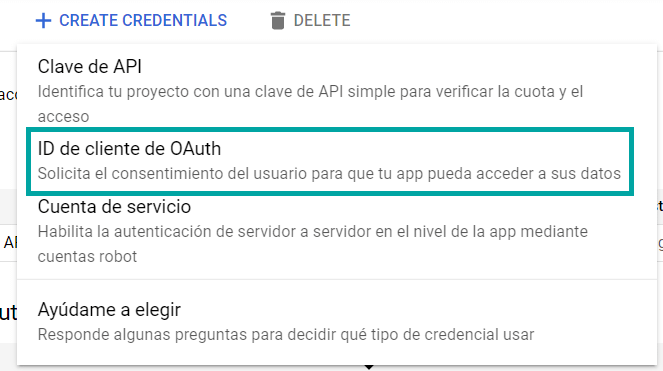 CREATE CREDENTIALS DELETE
Clave de API
Identifica tu proyecto con una clave de API simple para verificar la cuota y el
acceso
ID de cliente de OAuth
Solicita el consentimiento del usuario para que tu app pueda acceder a sus datos
Cuenta de servicio
Habilita la autenticación de servidor a servidor en el nivel de la app mediante
cuentas robot
Ayúdame a elegir
Responde algunas preguntas para decidir qué tipo de credencial usar